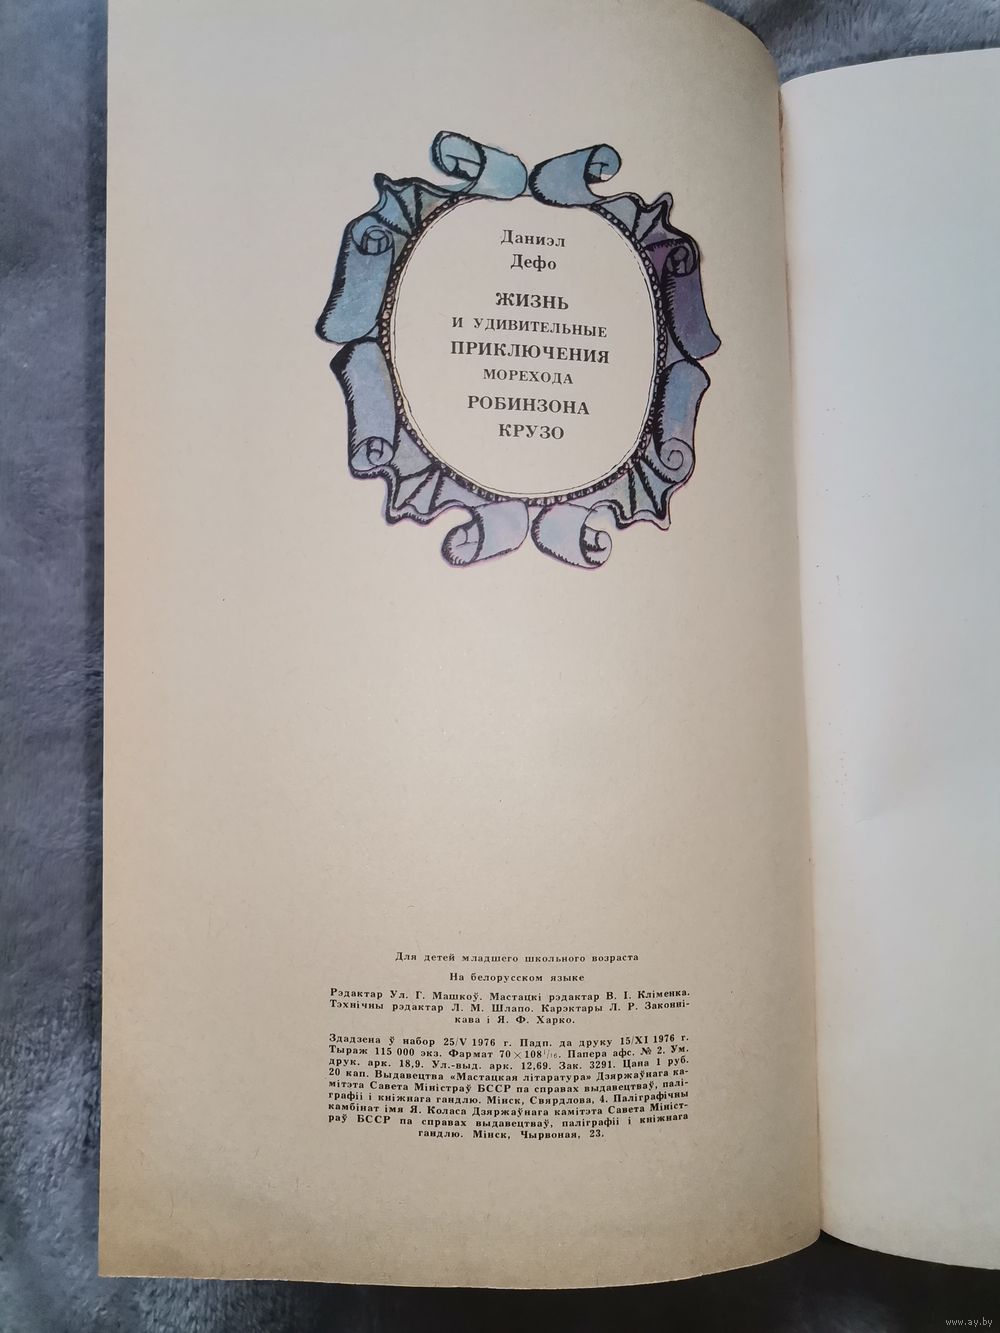 Даниэл
Дефо
ЖИЗНЬ
И УДИВИТЕЛЬНЫЕ
ПРИКЛЮЧЕНИЯ
МОРЕХОДА
РОБИНЗОНА
КРУЗО
Для детей младшего школьного возраста
На белорусском языке
Рэдактар Ул. Г. Машкоў. Мастацкі рэдактар В. І. Кліменка.
Тэхнічны рэдактар Л. М. Шлапо. Карэктары Л. Р. Законні-
кава і Я. Ф. Харко.
Здадзена ў набор 25/V 1976 г. Падп. да друку 15/XI 1976 г.
Тыраж 115 000 экз. Фармат 70×108¹/₁₆. Папера афс. № 2. Ум.
друк. арк. 18,9. Ул.-выд. арк. 12,69. Зак. 3291. Цана 1 руб.
20 кап. Выдавецтва «Мастацкая літаратура» Дзяржаўнага ка-
мітэта Савета Міністраў БССР па справах выдавецтваў, палі-
графіі і кніжнага гандлю. Мінск, Свярдлова, 4. Паліграфічны
камбінат імя Я. Коласа Дзяржаўнага камітэта Савета Мініст-
раў БССР па справах выдавецтваў, паліграфіі і кніжнага
гандлю. Мінск, Чырвоная, 23.
www.ay.by